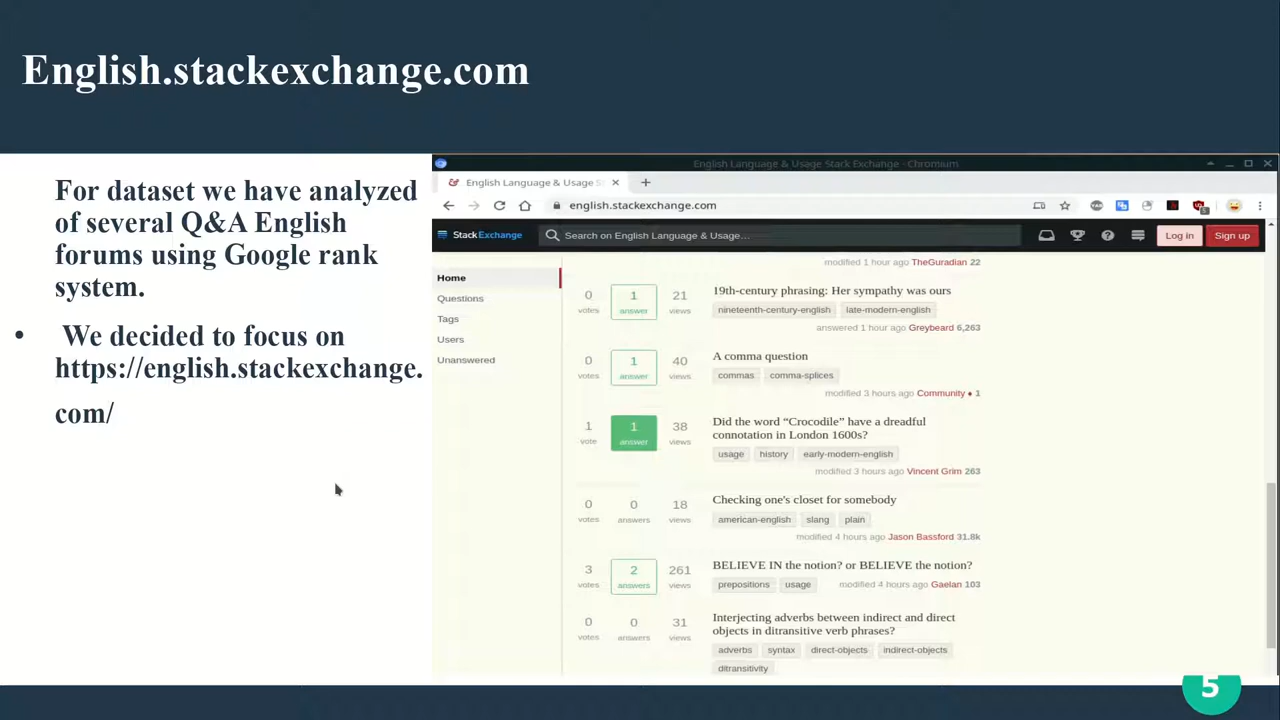 English.stackexchange.com
For dataset we have analyzed
of several Q&A English
forums using Google rank
system.
• We decided to focus on
https://english.stackexchange.
com/
English Language & Usage Stack Exchange - Chromium
English Language & Usage S
english.stackexchange.com
StackExchange
Search on English Language & Usage...
Log in
Sign up
Home
Questions
Tags
Users
Unanswered
modified 1 hour ago TheGuradian 22
0 votes 1 answer 21 views
19th-century phrasing: Her sympathy was ours
nineteenth-century-english late-modern-english
answered 1 hour ago Greybeard 6,263
0 votes 1 answer 40 views
A comma question
commas comma-splices
modified 3 hours ago Community ♦ 1
1 vote 1 answer 38 views
Did the word “Crocodile” have a dreadful
connotation in London 1600s?
usage history early-modern-english
modified 3 hours ago Vincent Grim 263
0 votes 0 answers 18 views
Checking one's closet for somebody
american-english slang plain
modified 4 hours ago Jason Bassford 31.8k
3 votes 2 answers 261 views
BELIEVE IN the notion? or BELIEVE the notion?
prepositions usage modified 4 hours ago Gaelan 103
0 votes 0 answers 31 views
Interjecting adverbs between indirect and direct
objects in ditransitive verb phrases?
adverbs syntax direct-objects indirect-objects
ditransitivity
5